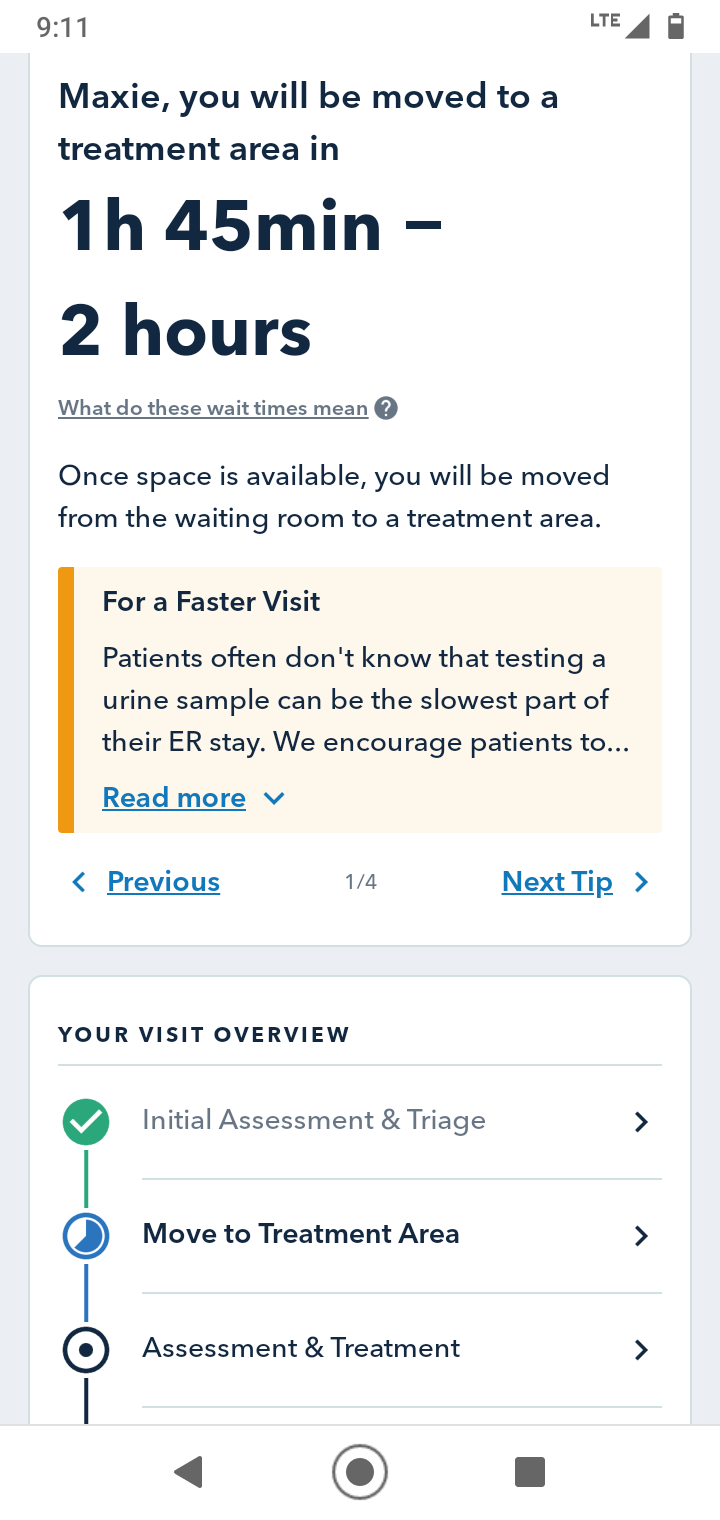 9:11
LTE
Maxie, you will be moved to a
treatment area in
1h 45min –
2 hours
What do these wait times mean ?
Once space is available, you will be moved
from the waiting room to a treatment area.
For a Faster Visit
Patients often don't know that testing a
urine sample can be the slowest part of
their ER stay. We encourage patients to...
Read more
Previous 1/4 Next Tip
YOUR VISIT OVERVIEW
Initial Assessment & Triage
Move to Treatment Area
Assessment & Treatment